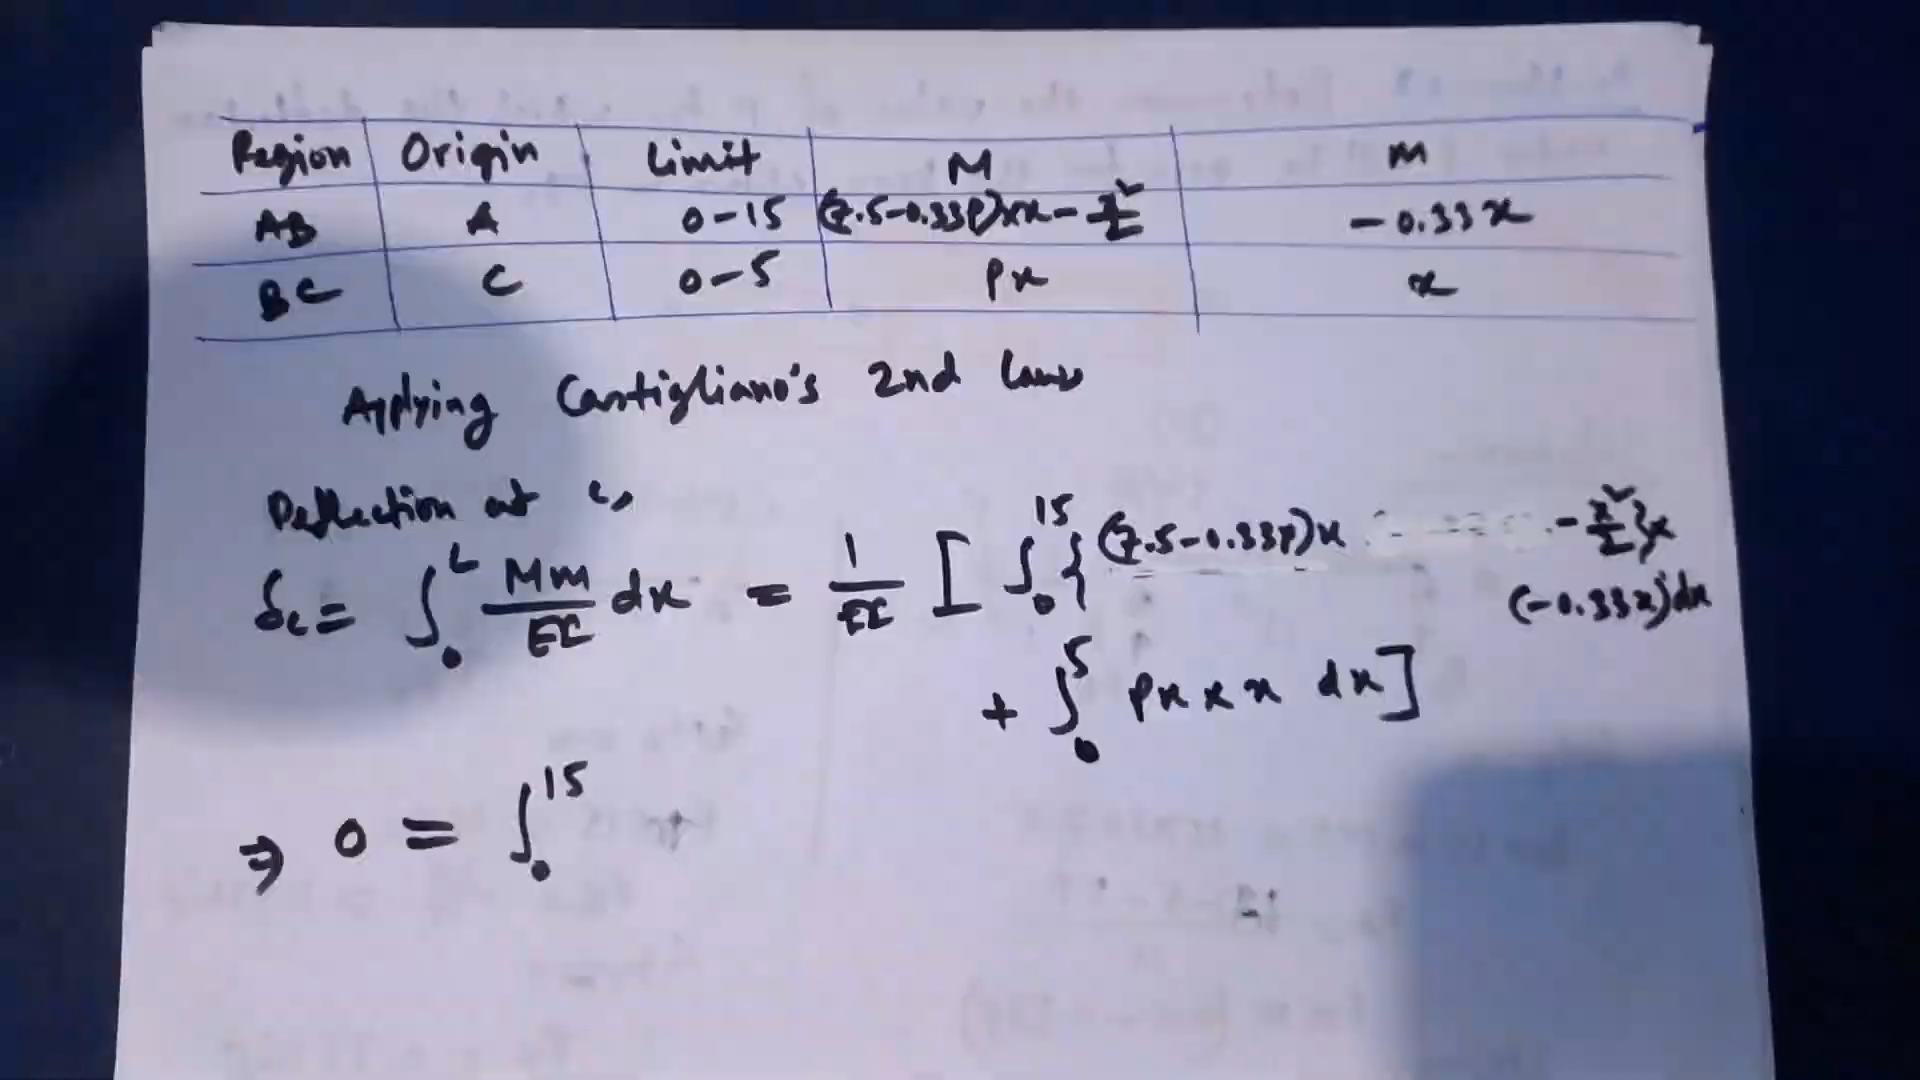 Region Origin Limit M m
AB A 0-15 (7.5-0.33P)×x-x²/2 -0.33x
BC C 0-5 Px x
Applying Castigliano's 2nd Law
Deflection at C,
δc = ∫₀ᴸ Mm/EI dx = 1/EI [ ∫₀¹⁵ {(7.5-0.33P)x - x²/2}×
(-0.33x)dx
+ ∫₀⁵ Px × x dx]
⇒ 0 = ∫₀¹⁵